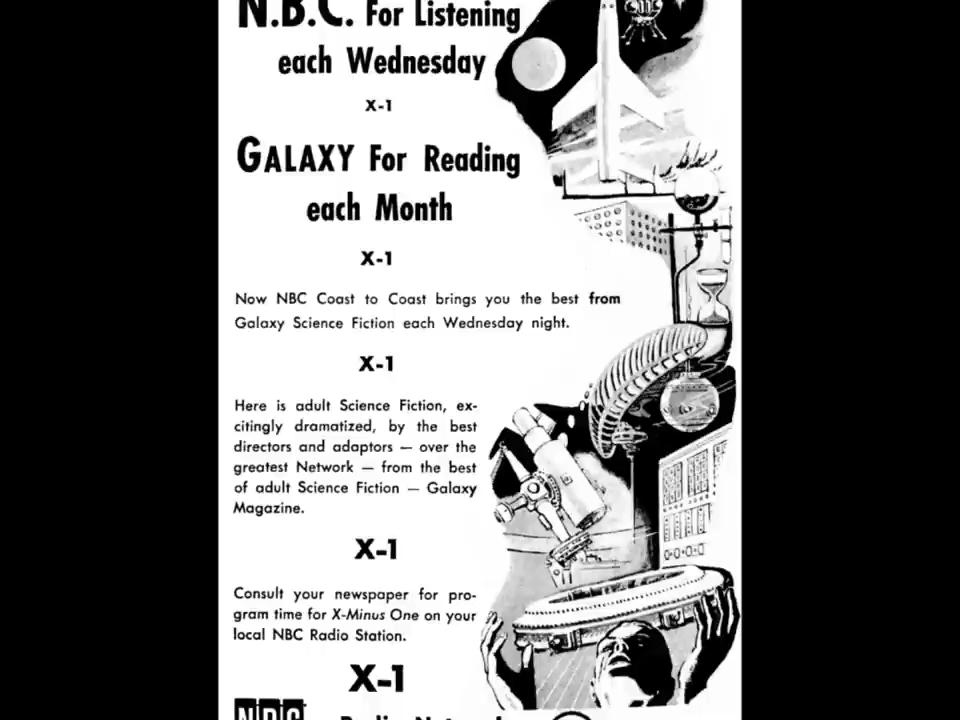 N.B.C. For Listening
each Wednesday
X-1
GALAXY For Reading
each Month
X-1
Now NBC Coast to Coast brings you the best from
Galaxy Science Fiction each Wednesday night.
X-1
Here is adult Science Fiction, ex-
citingly dramatized, by the best
directors and adaptors — over the
greatest Network — from the best
of adult Science Fiction — Galaxy
Magazine.
X-1
Consult your newspaper for pro-
gram time for X-Minus One on your
local NBC Radio Station.
X-1
NBC Radio Network